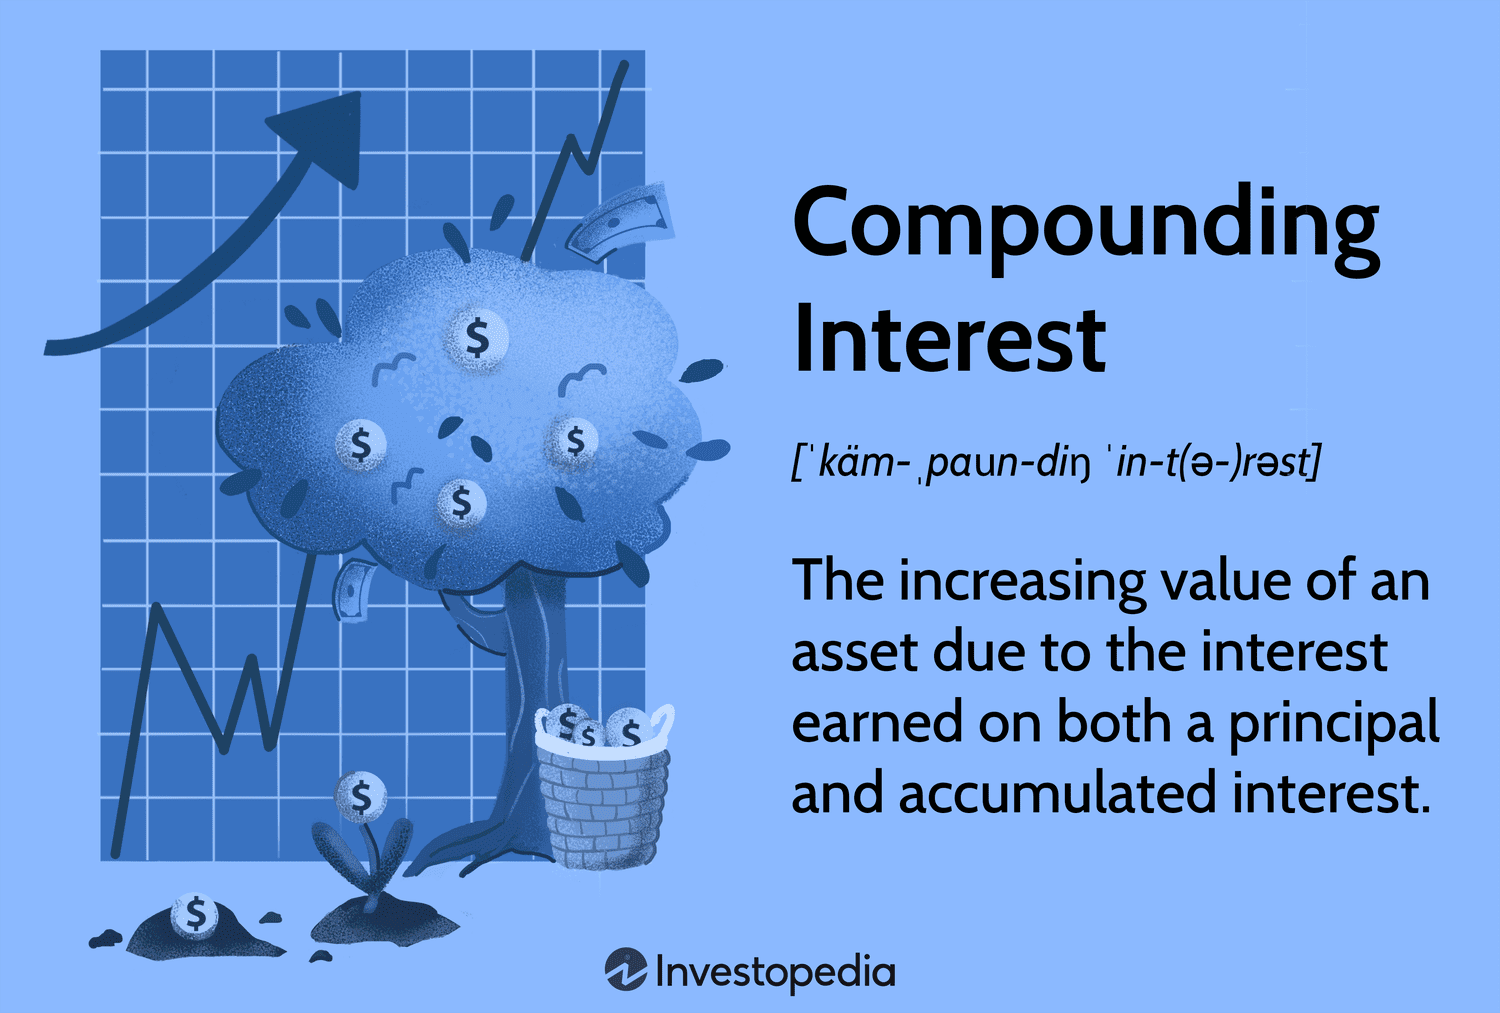 Compounding
Interest
[ˈkäm-ˌpaun-diŋ ˈin-t(ə-)rəst]
The increasing value of an
asset due to the interest
earned on both a principal
and accumulated interest.
$
$
$
$
$ $ $
$
$
Investopedia